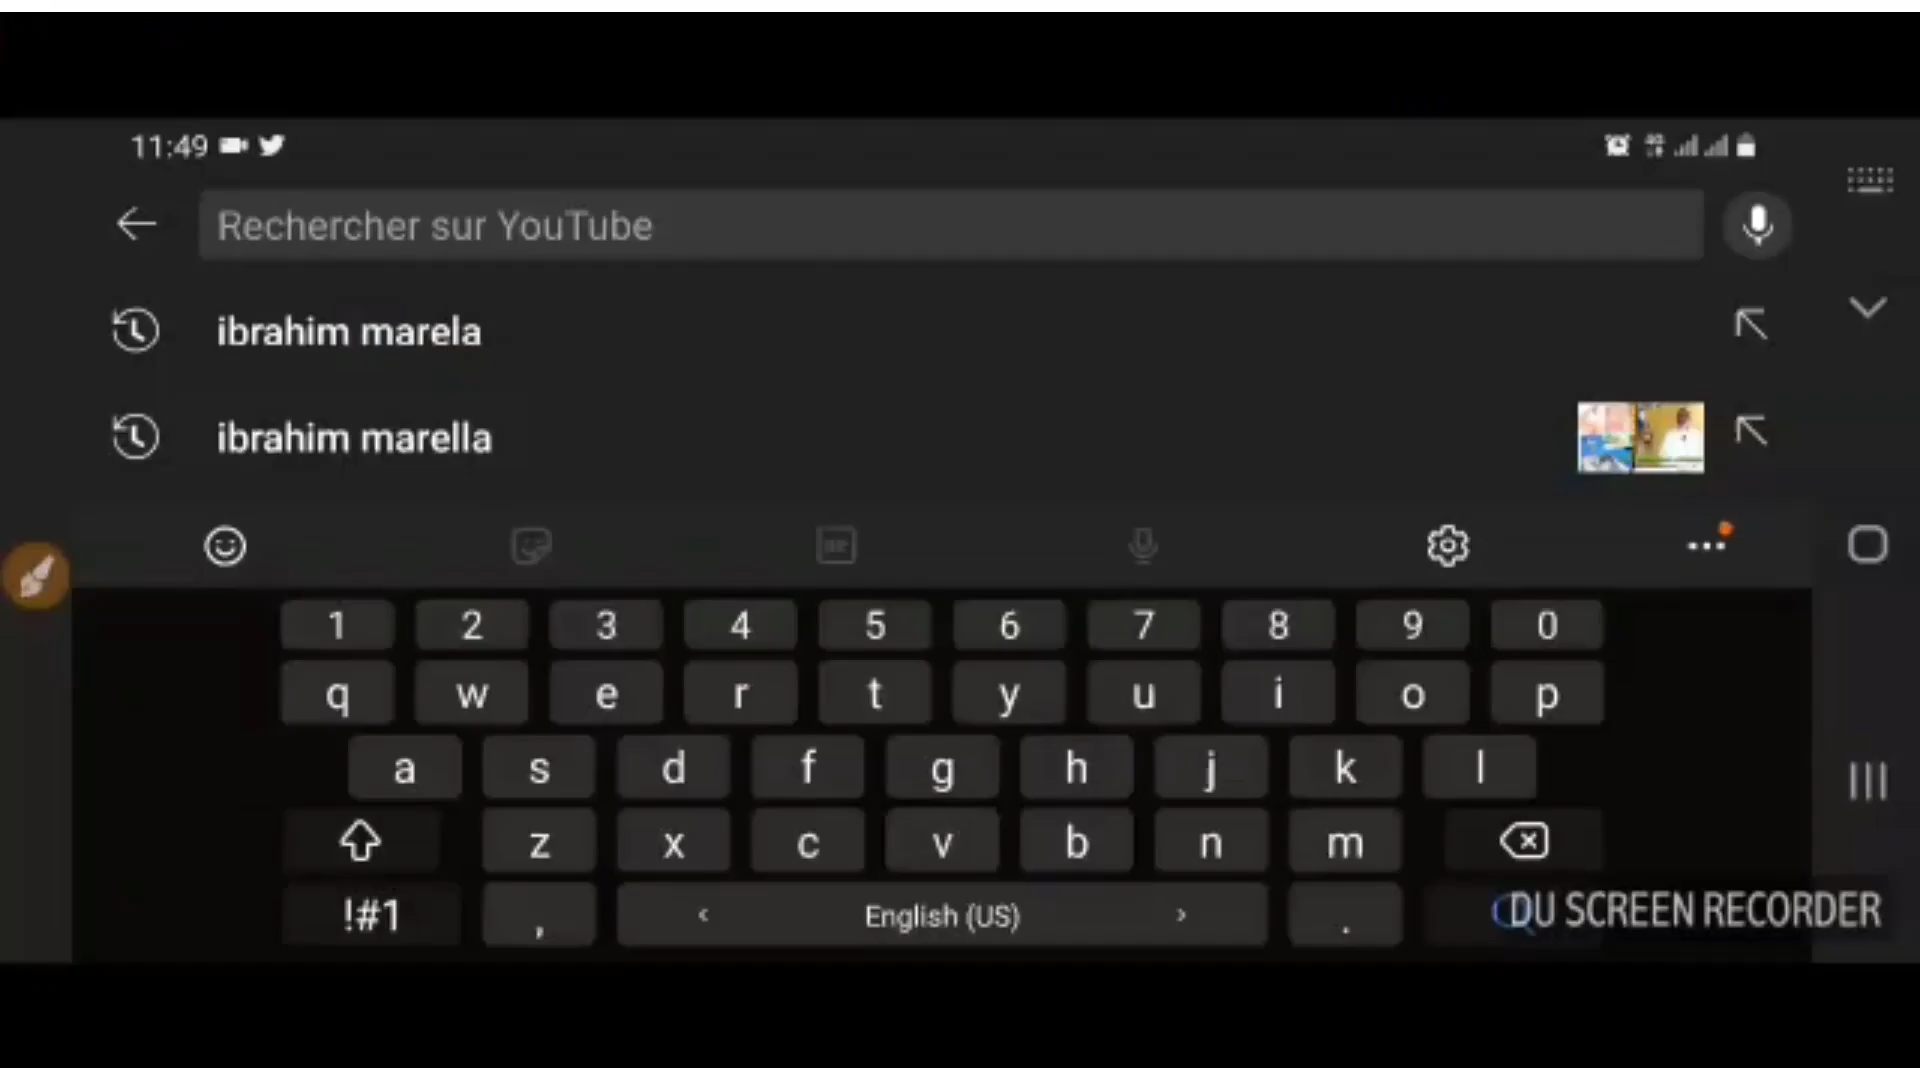 11:49
Rechercher sur YouTube
ibrahim marela
ibrahim marella
1 2 3 4 5 6 7 8 9 0
q w e r t y u i o p
a s d f g h j k l
z x c v b n m
!#1 , < English (US) > .
DU SCREEN RECORDER